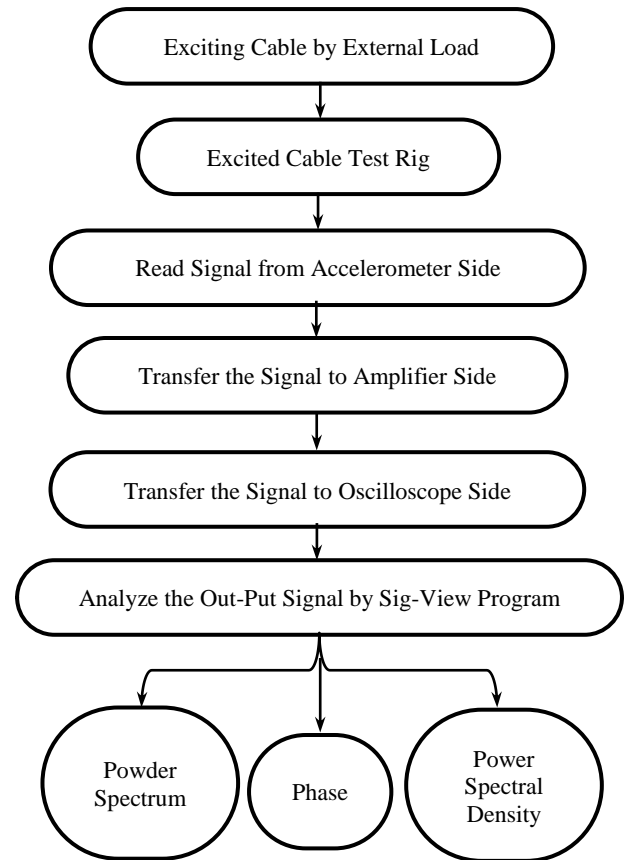 Exciting Cable by External Load
Excited Cable Test Rig
Read Signal from Accelerometer Side
Transfer the Signal to Amplifier Side
Transfer the Signal to Oscilloscope Side
Analyze the Out-Put Signal by Sig-View Program
Powder
Spectrum
Phase
Power
Spectral
Density